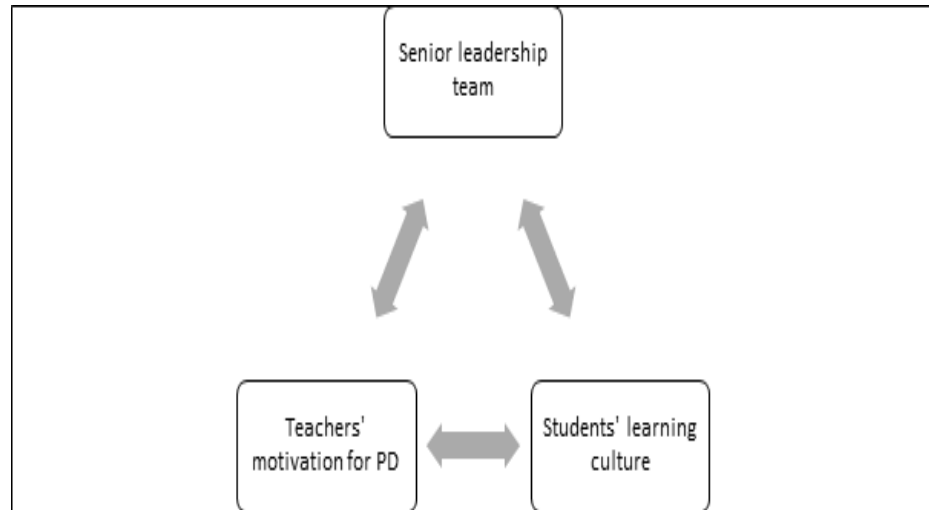 Senior leadership
team
Teachers'
motivation for PD
Students' learning
culture